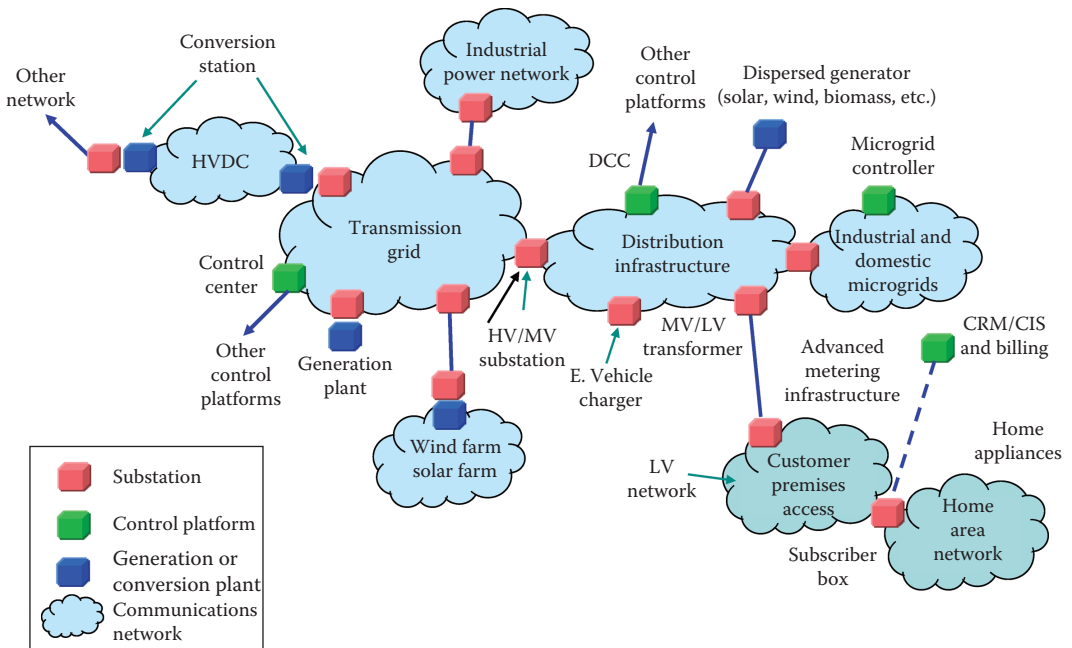 Conversion
station
Other
network
HVDC
Industrial
power network
Other
control
platforms
Dispersed generator
(solar, wind, biomass, etc.)
DCC
Microgrid
controller
Transmission
grid
Distribution
infrastructure
Industrial and
domestic
microgrids
Control
center
Other
control
platforms
Generation
plant
HV/MV
substation
E. Vehicle
charger
MV/LV
transformer
Advanced
metering
infrastructure
CRM/CIS
and billing
Wind farm
solar farm
LV
network
Customer
premises
access
Home
appliances
Subscriber
box
Home
area
network
Substation
Control platform
Generation or
conversion plant
Communications
network